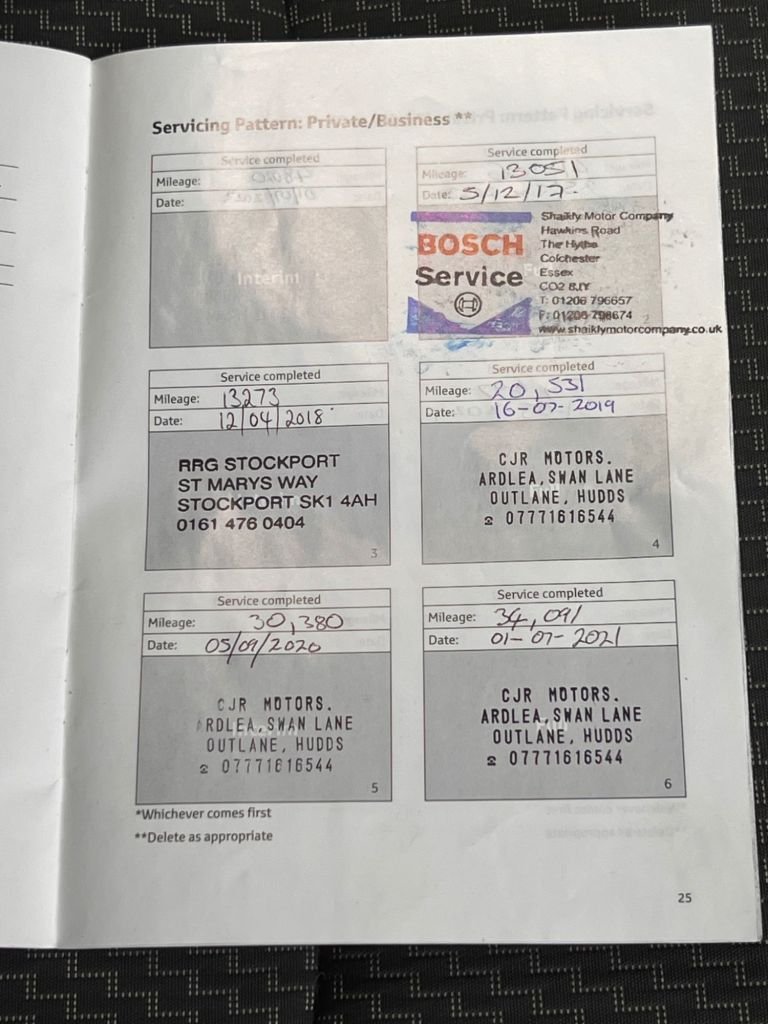 Servicing Pattern: Private/Business **
Service completed
Mileage:
Date:
Interim
Service completed
Mileage: 13051
Date: 5/12/17.
BOSCH
Service
Shaikly Motor Company
Hawkins Road
The Hythe
Colchester
Essex
CO2 8JY
T: 01206 796657
F: 01206 798674
www.shaiklymotorcompany.co.uk
2
Service completed
Mileage: 13273
Date: 12/04/2018
RRG STOCKPORT
ST MARYS WAY
STOCKPORT SK1 4AH
0161 476 0404
3
Service completed
Mileage: 20,531
Date: 16-07-2019
CJR MOTORS.
ARDLEA, SWAN LANE
OUTLANE, HUDDS
☎ 07771616544
4
Service completed
Mileage: 30,380
Date: 05/09/2020
CJR MOTORS.
ARDLEA, SWAN LANE
OUTLANE, HUDDS
☎ 07771616544
5
Service completed
Mileage: 34,091
Date: 01-07-2021
CJR MOTORS.
ARDLEA, SWAN LANE
OUTLANE, HUDDS
☎ 07771616544
6
*Whichever comes first
**Delete as appropriate
25